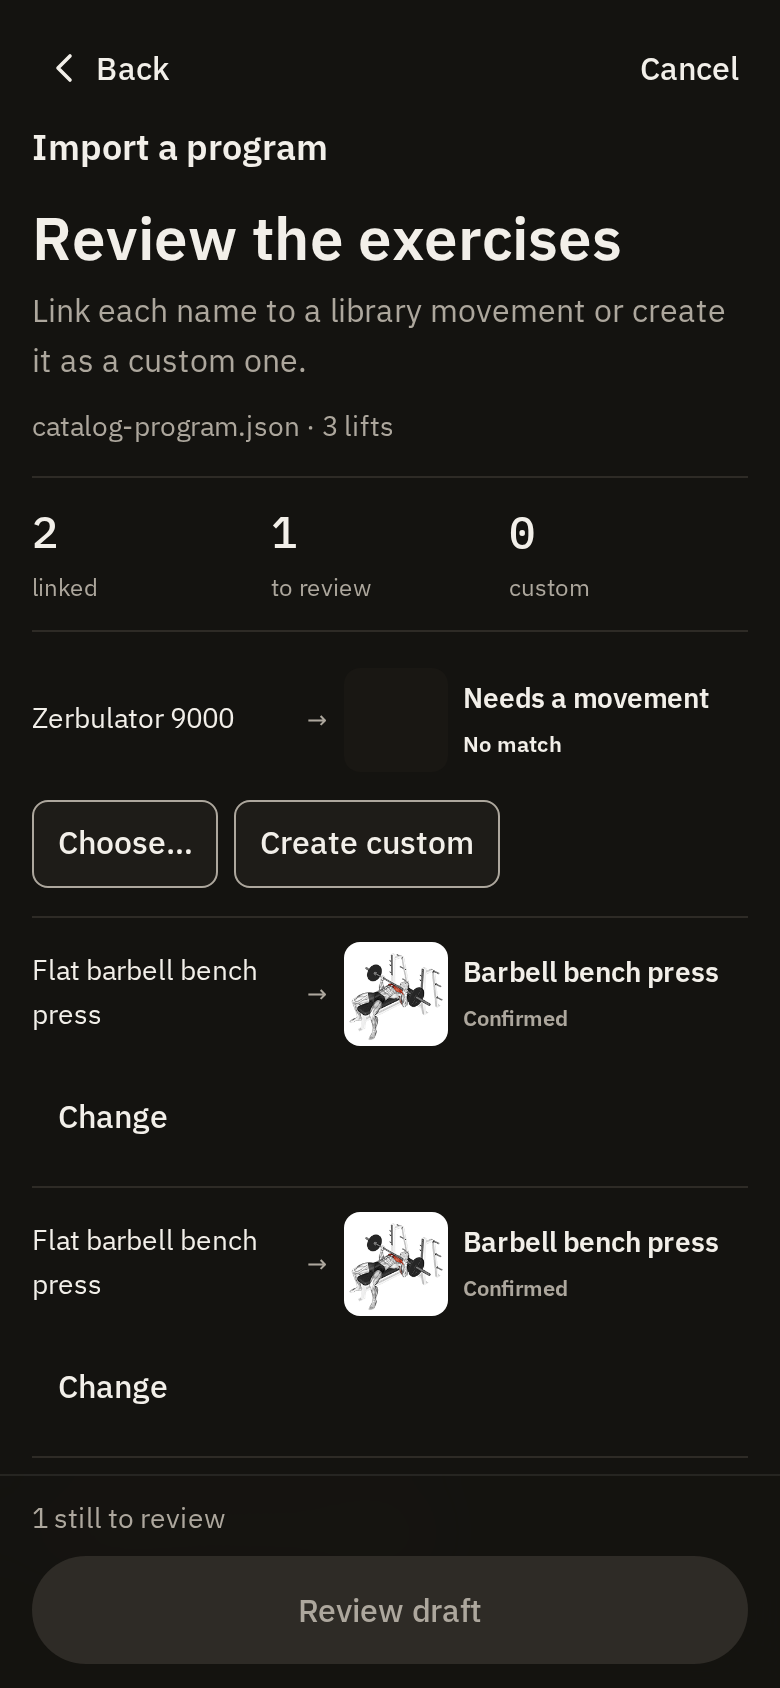 Back
Cancel
Import a program
Review the exercises
Link each name to a library movement or create
it as a custom one.
catalog-program.json · 3 lifts
2
1
0
linked
to review
custom
Zerbulator 9000
→
Needs a movement
No match
Choose...
Create custom
Flat barbell bench
press
→
Barbell bench press
Confirmed
Change
Flat barbell bench
press
→
Barbell bench press
Confirmed
Change
1 still to review
Review draft